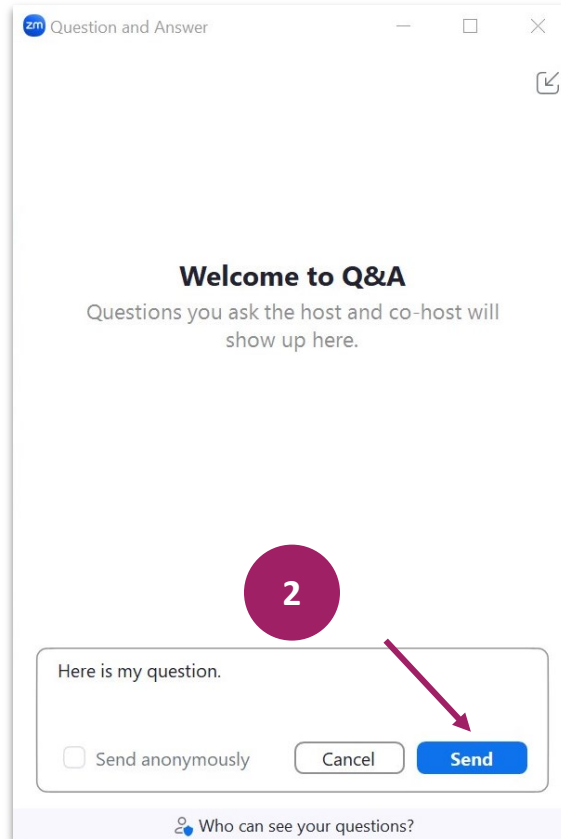 zm Question and Answer
Welcome to Q&A
Questions you ask the host and co-host will
show up here.
2
Here is my question.
Send anonymously Cancel Send
Who can see your questions?